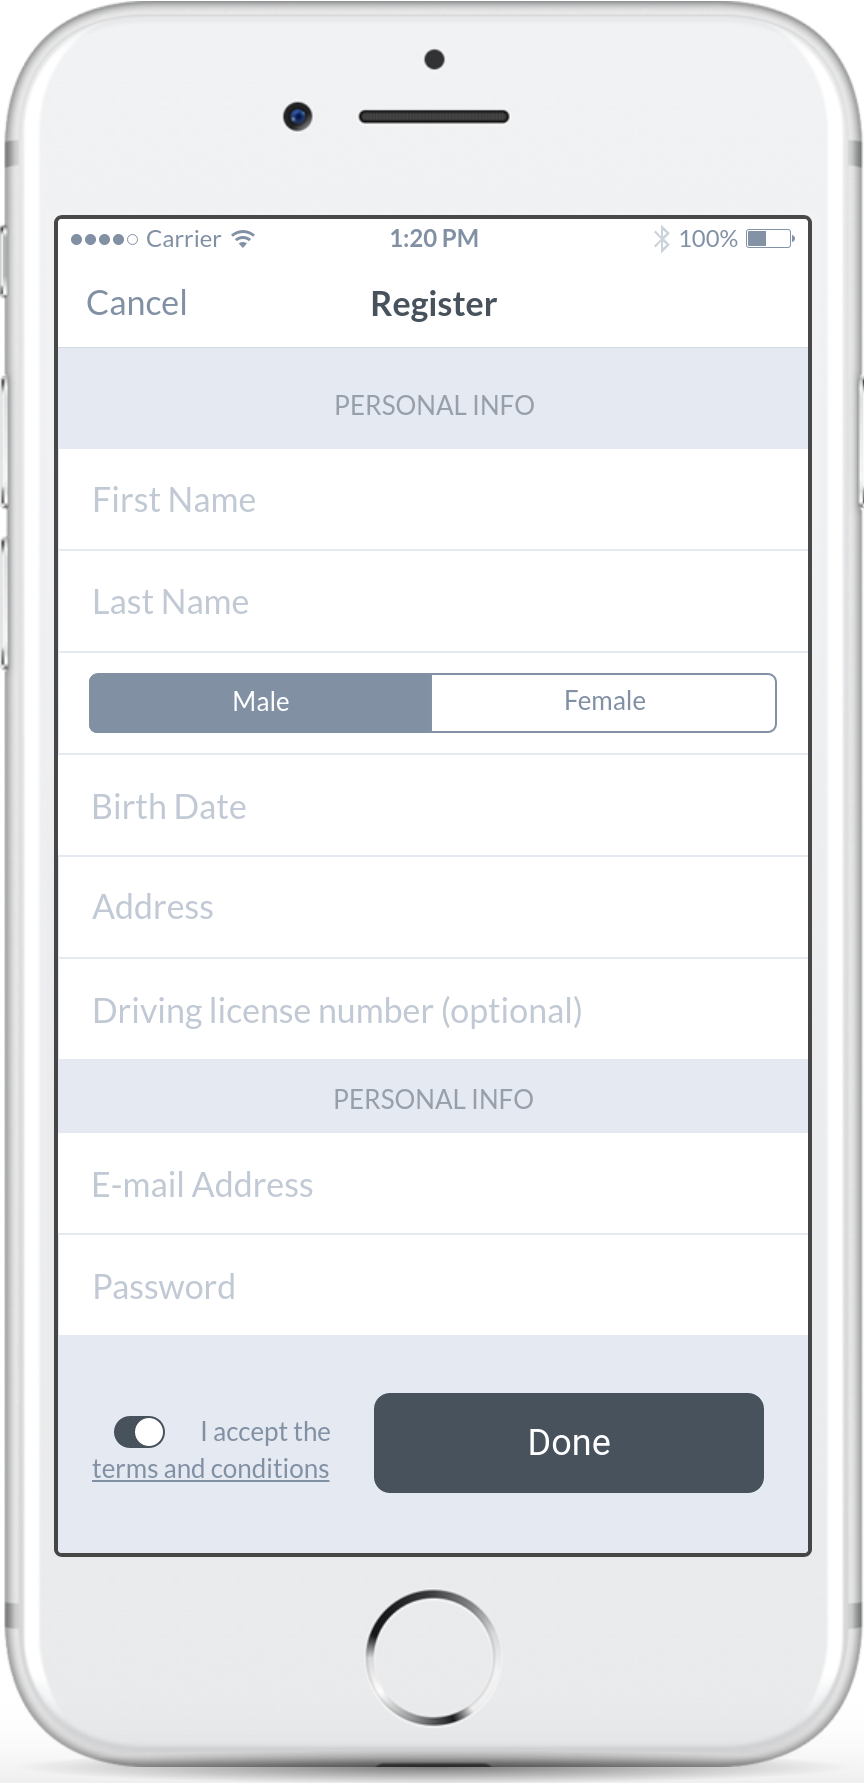 Carrier 1:20 PM 100%
Cancel Register
PERSONAL INFO
First Name
Last Name
Male Female
Birth Date
Address
Driving license number (optional)
PERSONAL INFO
E-mail Address
Password
I accept the
terms and conditions
Done